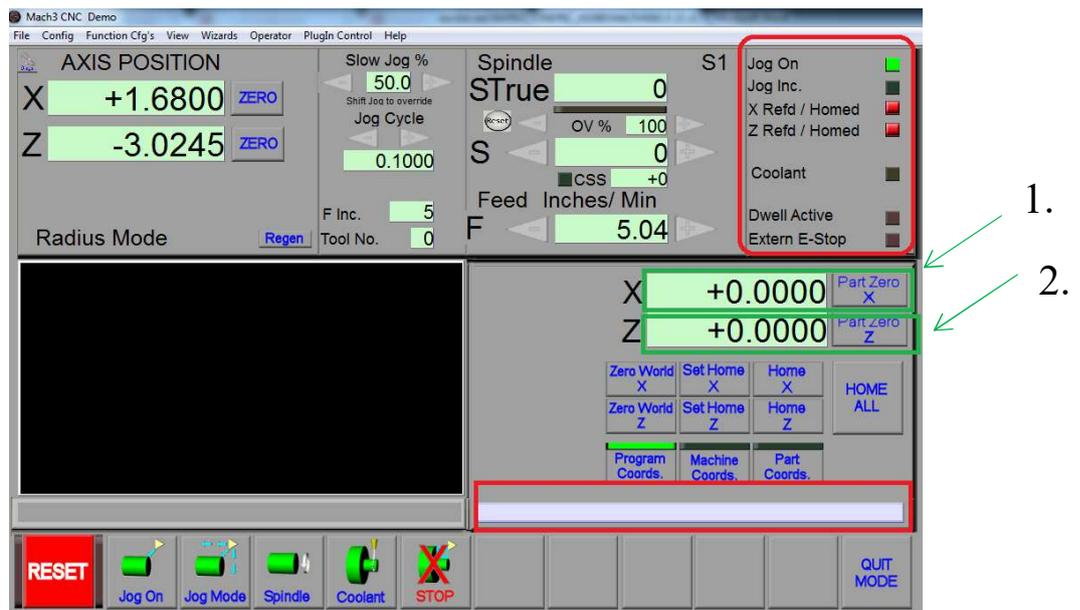 Mach3 CNC Demo
File Config Function Cfg's View Wizards Operator PlugIn Control Help
AXIS POSITION
X +1.6800 ZERO
Z -3.0245 ZERO
Radius Mode Regen
Slow Jog %
50.0
Shift Jog to override
Jog Cycle
0.1000
F Inc. 5
Tool No. 0
Spindle S1
STrue 0
Reset OV % 100
S 0
CSS +0
Feed Inches/ Min
F 5.04
Jog On
Jog Inc.
X Refd / Homed
Z Refd / Homed
Coolant
Dwell Active
Extern E-Stop
1.
2.
X +0.0000 Part Zero
X
Z +0.0000 Part Zero
Z
Zero World
X
Set Home
X
Home
X
HOME
ALL
Zero World
Z
Set Home
Z
Home
Z
Program
Coords.
Machine
Coords.
Part
Coords.
RESET
Jog On
Jog Mode
Spindle
Coolant
STOP
QUIT
MODE